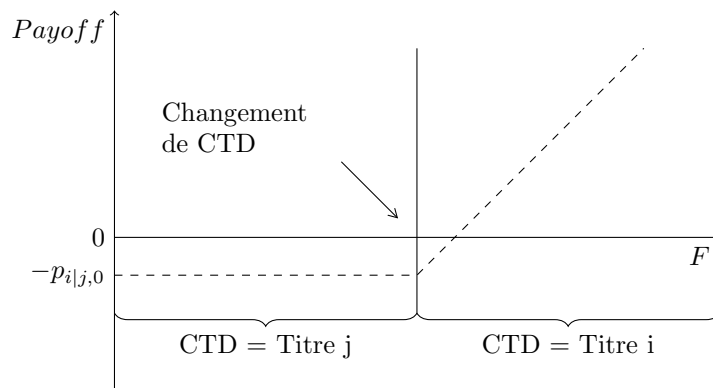 Payoff
Changement
de CTD
0
F
−p_{i|j,0}
CTD = Titre j
CTD = Titre i